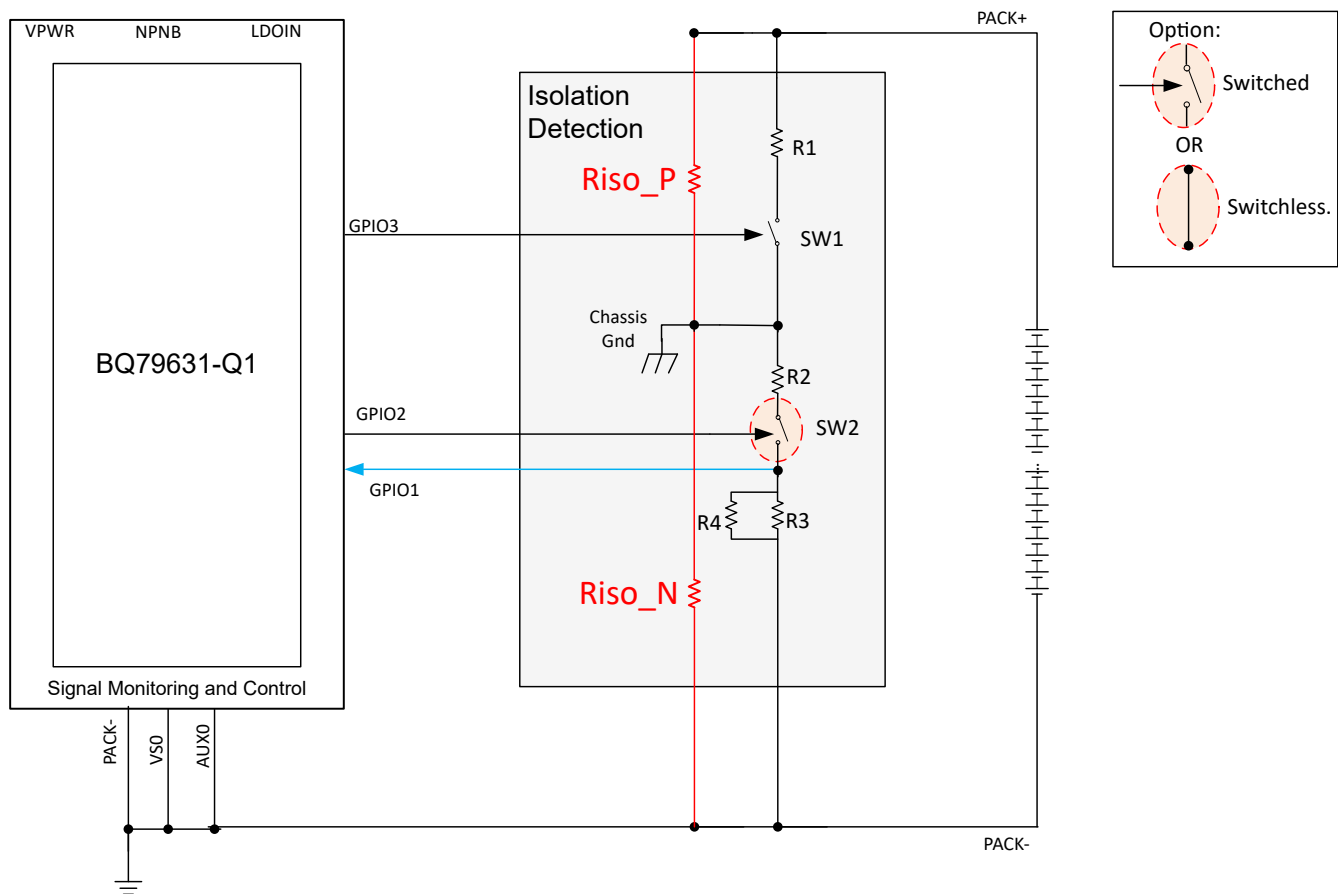 VPWR
NPNB
LDOIN
BQ79631-Q1
Signal Monitoring and Control
PACK-
VS0
AUX0
GPIO3
GPIO2
GPIO1
Isolation
Detection
Riso_P
R1
SW1
Chassis
Gnd
R2
SW2
R4
R3
Riso_N
PACK+
PACK-
Option:
Switched
OR
Switchless.